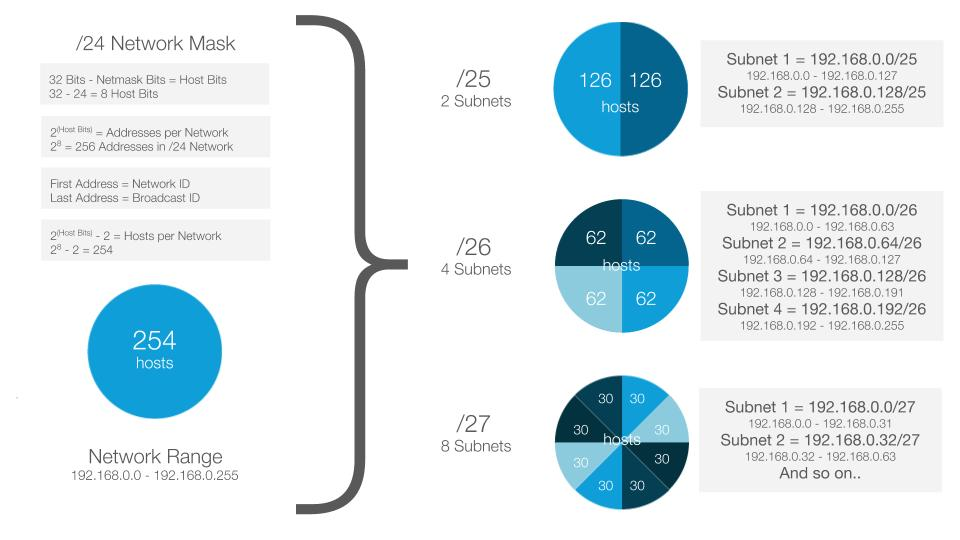 /24 Network Mask
32 Bits - Netmask Bits = Host Bits
32 - 24 = 8 Host Bits
2(Host Bits) = Addresses per Network
2⁸ = 256 Addresses in /24 Network
First Address = Network ID
Last Address = Broadcast ID
2(Host Bits) - 2 = Hosts per Network
2⁸ - 2 = 254
254
hosts
Network Range
192.168.0.0 - 192.168.0.255
/25
2 Subnets
126 126
hosts
Subnet 1 = 192.168.0.0/25
192.168.0.0 - 192.168.0.127
Subnet 2 = 192.168.0.128/25
192.168.0.128 - 192.168.0.255
/26
4 Subnets
62 62
hosts
62 62
Subnet 1 = 192.168.0.0/26
192.168.0.0 - 192.168.0.63
Subnet 2 = 192.168.0.64/26
192.168.0.64 - 192.168.0.127
Subnet 3 = 192.168.0.128/26
192.168.0.128 - 192.168.0.191
Subnet 4 = 192.168.0.192/26
192.168.0.192 - 192.168.0.255
/27
8 Subnets
30 30
30 30
hosts
30 30
30 30
Subnet 1 = 192.168.0.0/27
192.168.0.0 - 192.168.0.31
Subnet 2 = 192.168.0.32/27
192.168.0.32 - 192.168.0.63
And so on..